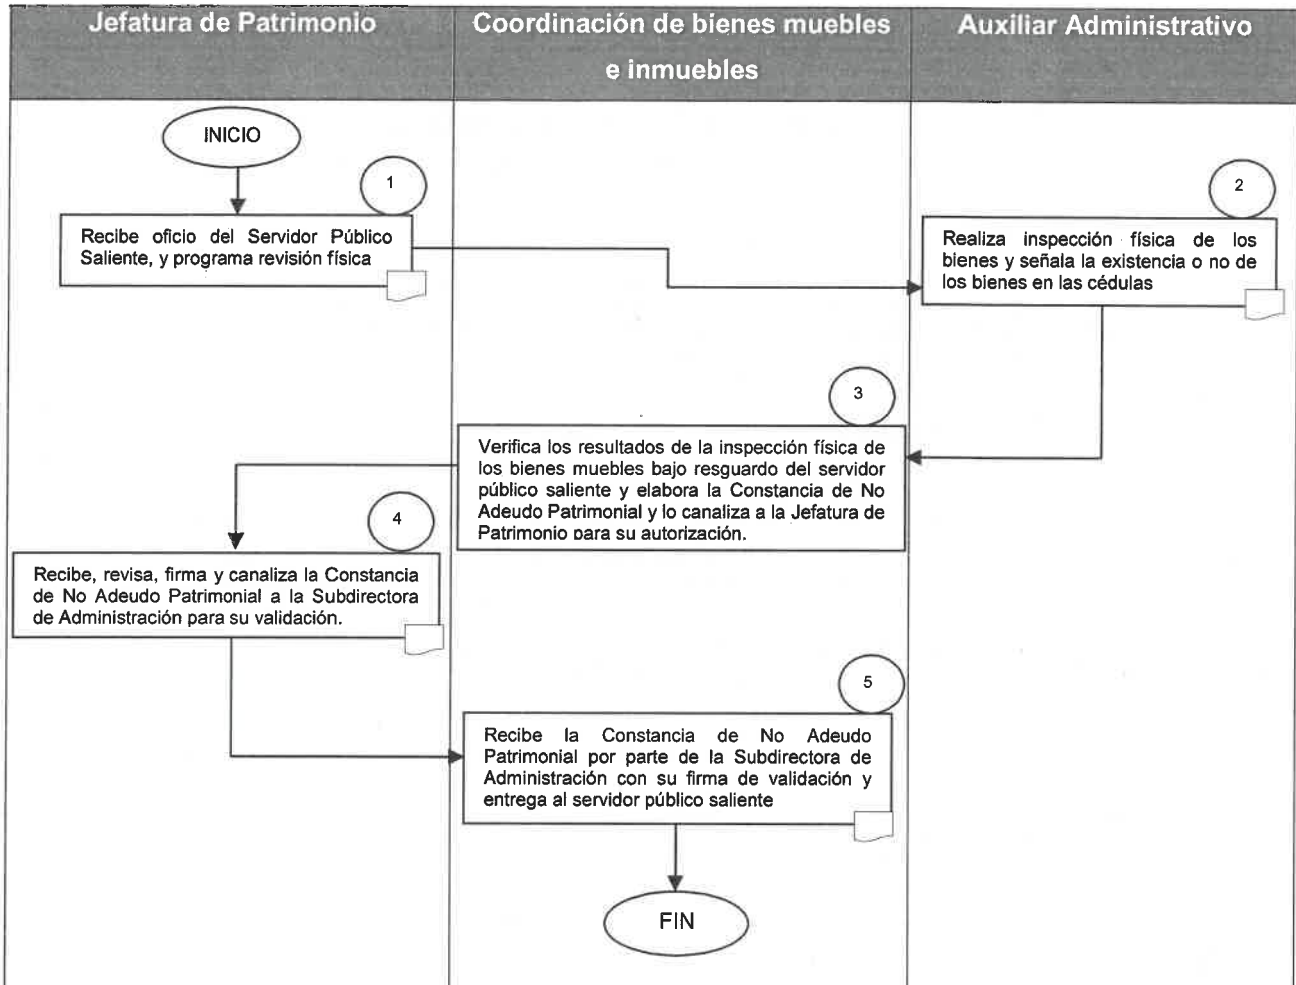 Jefatura de Patrimonio
Coordinación de bienes muebles
e inmuebles
Auxiliar Administrativo
INICIO
1
Recibe oficio del Servidor Público
Saliente, y programa revisión física
2
Realiza inspección física de los
bienes y señala la existencia o no de
los bienes en las cédulas
3
Verifica los resultados de la inspección física de
los bienes muebles bajo resguardo del servidor
público saliente y elabora la Constancia de No
Adeudo Patrimonial y lo canaliza a la Jefatura de
Patrimonio para su autorización.
4
Recibe, revisa, firma y canaliza la Constancia
de No Adeudo Patrimonial a la Subdirectora
de Administración para su validación.
5
Recibe la Constancia de No Adeudo
Patrimonial por parte de la Subdirectora de
Administración con su firma de validación y
entrega al servidor público saliente
FIN